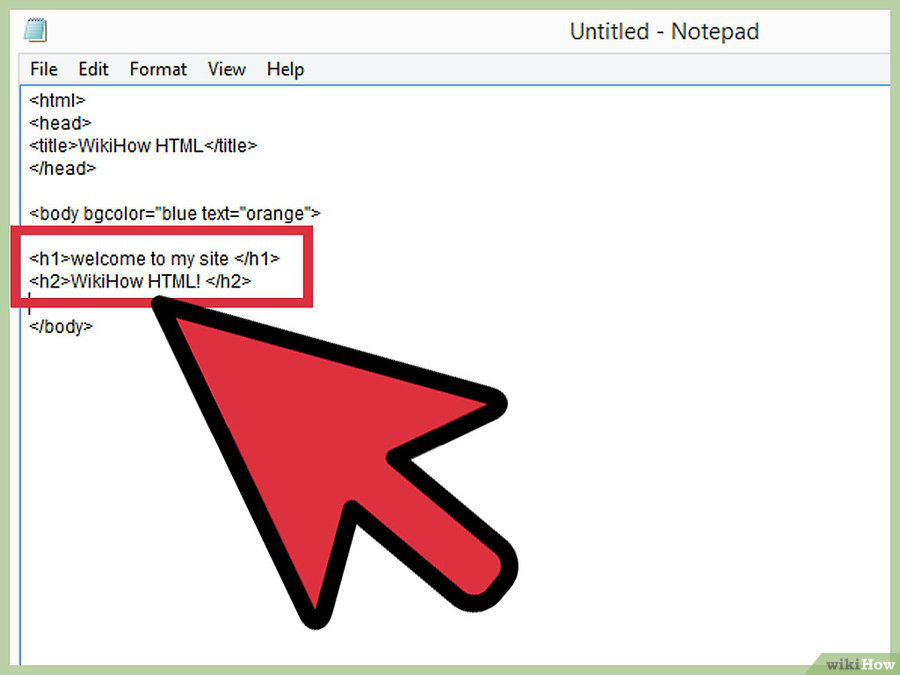 Untitled - Notepad
File Edit Format View Help
<html>
<head>
<title>WikiHow HTML</title>
</head>
<body bgcolor="blue text="orange">
<h1>welcome to my site </h1>
<h2>WikiHow HTML! </h2>
</body>
wikiHow